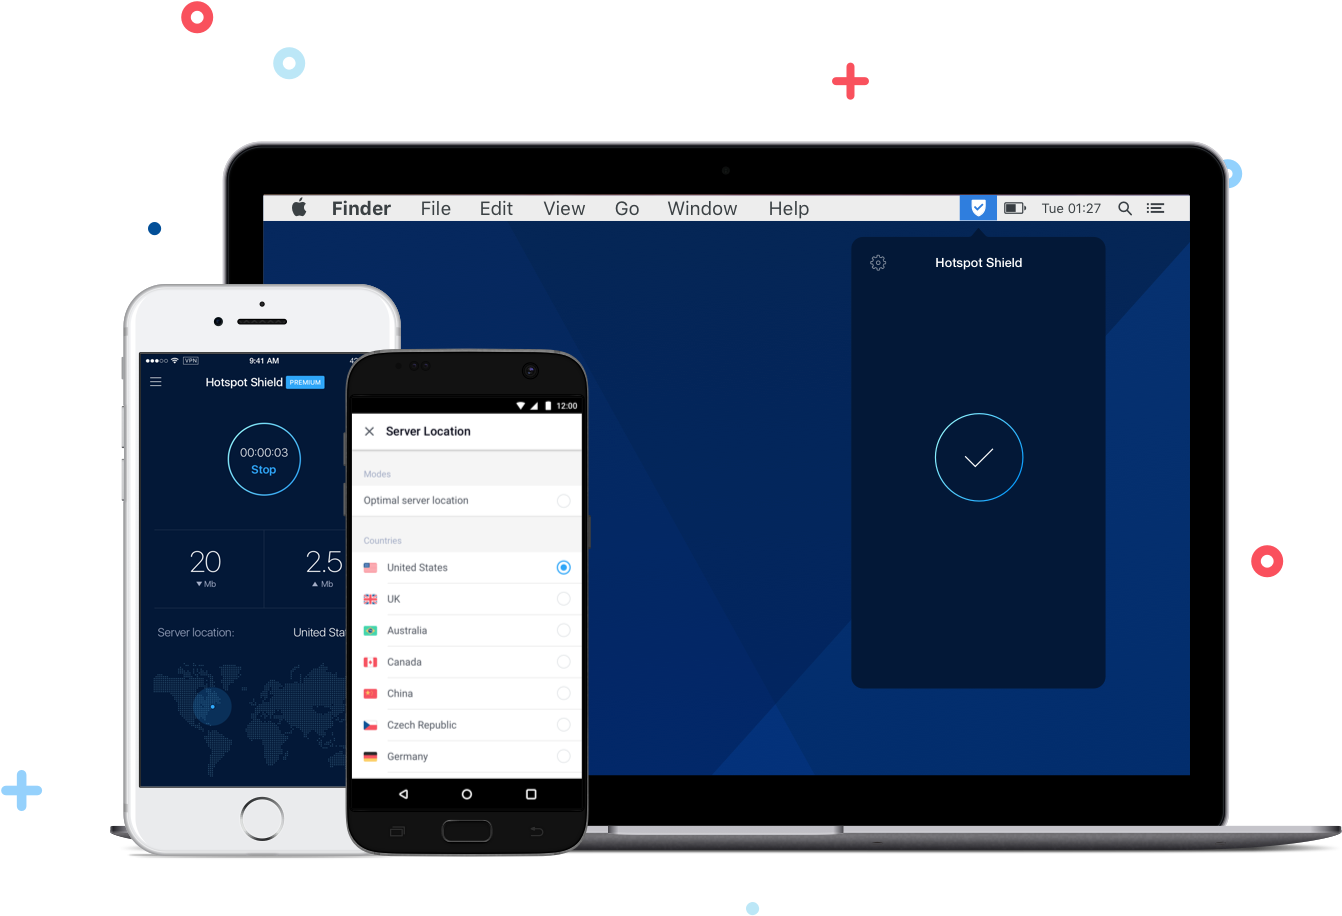 Finder File Edit View Go Window Help Tue 01:27
Hotspot Shield
VPN 9:41 AM 42
Hotspot Shield PREMIUM
00:00:03
Stop
20 2.5
Mb Mb
Server location: United Sta
12:00
Server Location
Modes
Optimal server location
Countries
United States
UK
Australia
Canada
China
Czech Republic
Germany